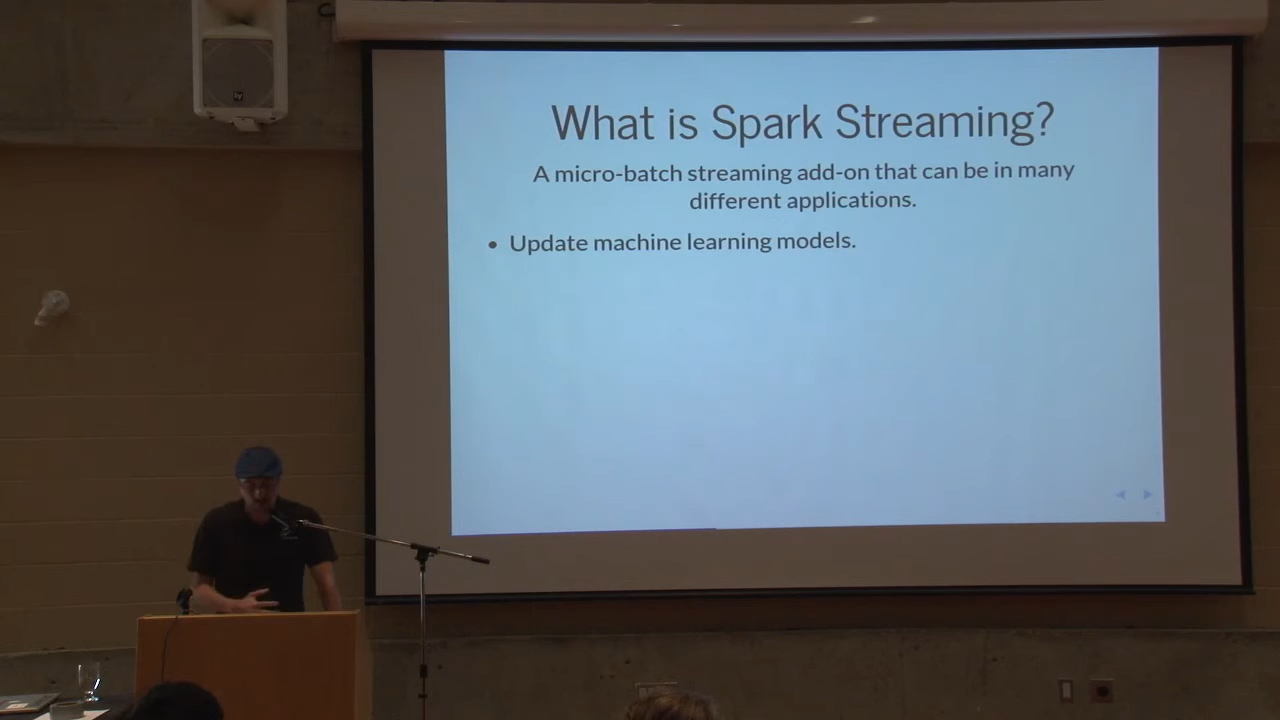 What is Spark Streaming?
A micro-batch streaming add-on that can be in many
different applications.
• Update machine learning models.